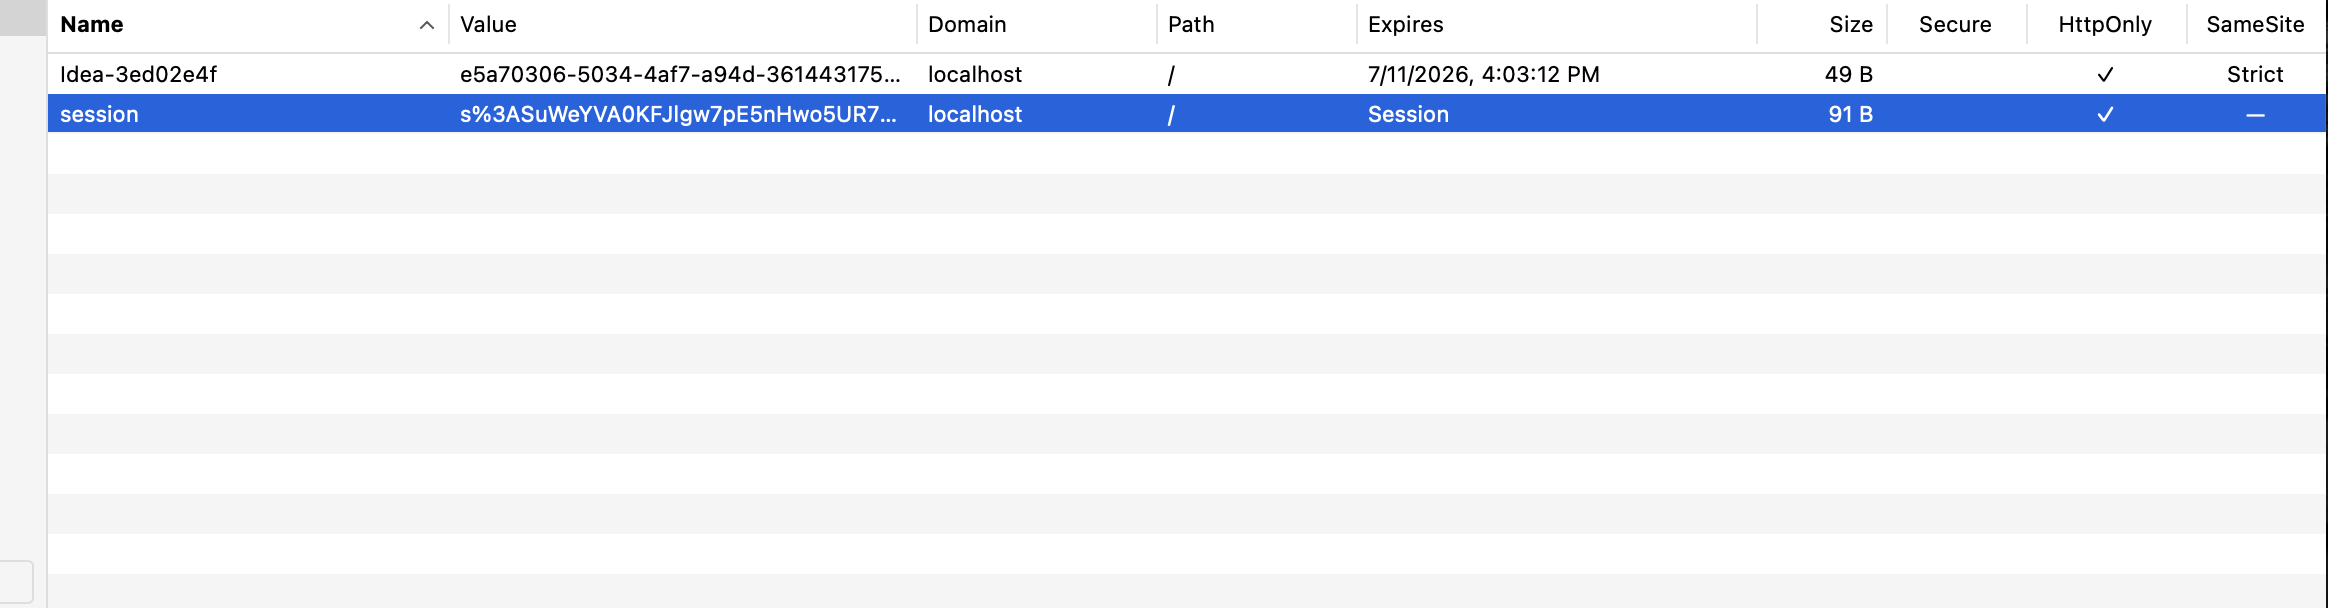 Name Value Domain Path Expires Size Secure HttpOnly SameSite
Idea-3ed02e4f e5a70306-5034-4af7-a94d-361443175... localhost / 7/11/2026, 4:03:12 PM 49 B ✓ Strict
session s%3ASuWeYVA0KFJIgw7pE5nHwo5UR7... localhost / Session 91 B ✓ —